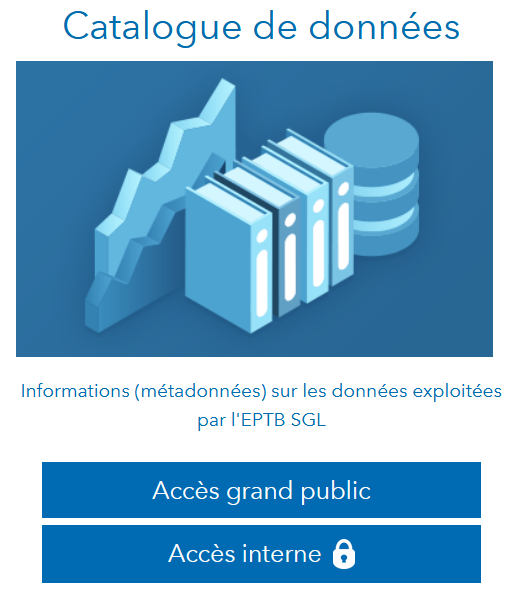 Catalogue de données
Informations (métadonnées) sur les données exploitées
par l'EPTB SGL
Accès grand public
Accès interne